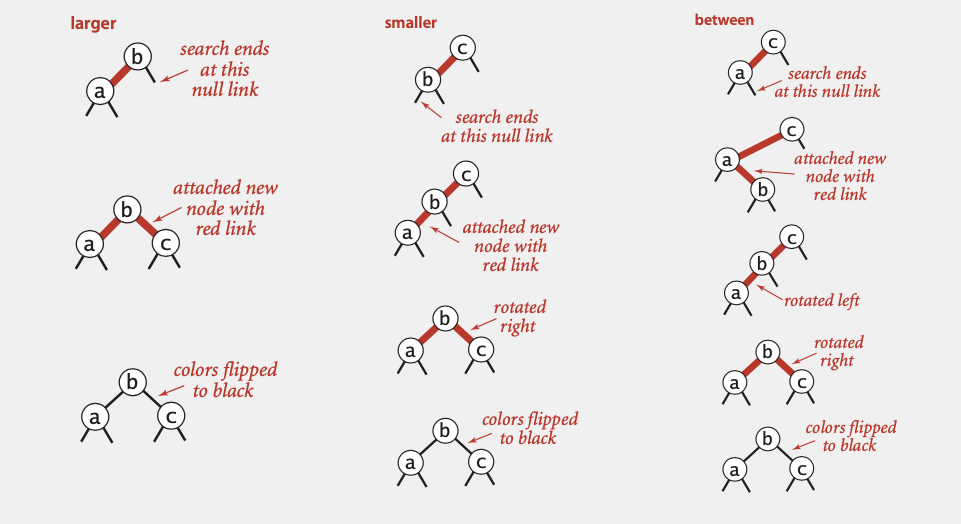 larger
b
search ends
at this
null link
a
attached new
node with
red link
b
a
c
colors flipped
to black
b
a
c
smaller
c
b
search ends
at this null link
c
b
a
attached new
node with
red link
rotated
right
b
a
c
colors flipped
to black
b
a
c
between
c
a
search ends
at this null link
c
a
attached new
node with
red link
b
c
b
a
rotated left
rotated
right
b
a
c
colors flipped
to black
b
a
c